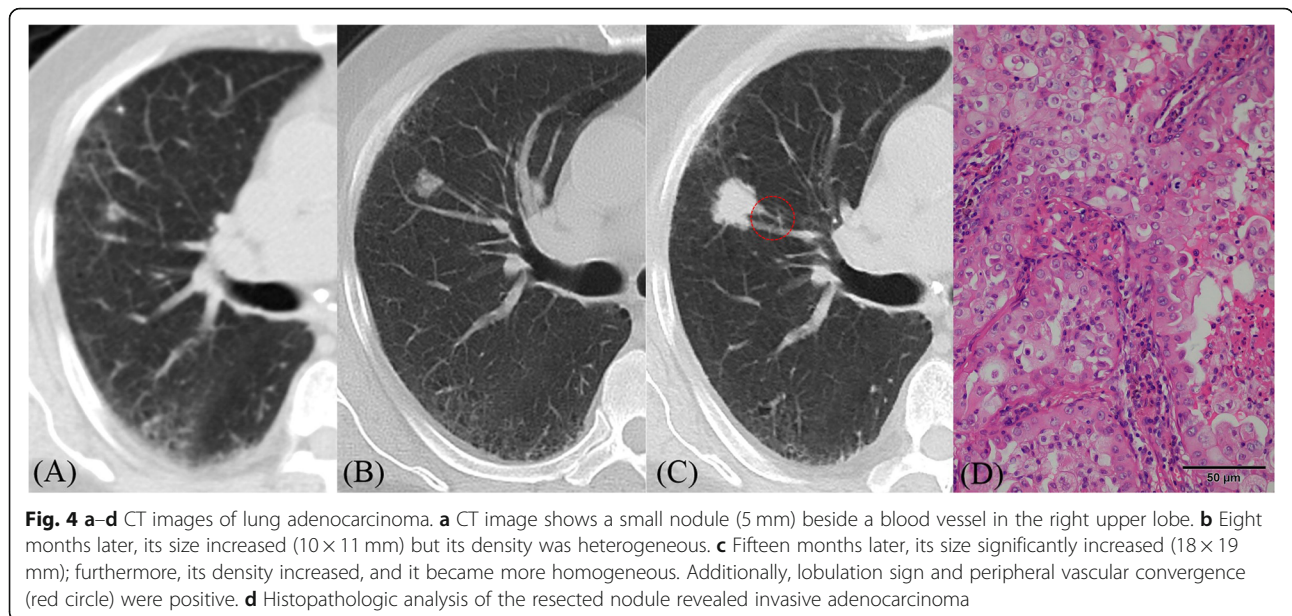 (A)
(B)
(C)
(D)
50 µm
Fig. 4 a–d CT images of lung adenocarcinoma. a CT image shows a small nodule (5 mm) beside a blood vessel in the right upper lobe. b Eight
months later, its size increased (10 × 11 mm) but its density was heterogeneous. c Fifteen months later, its size significantly increased (18 × 19
mm); furthermore, its density increased, and it became more homogeneous. Additionally, lobulation sign and peripheral vascular convergence
(red circle) were positive. d Histopathologic analysis of the resected nodule revealed invasive adenocarcinoma